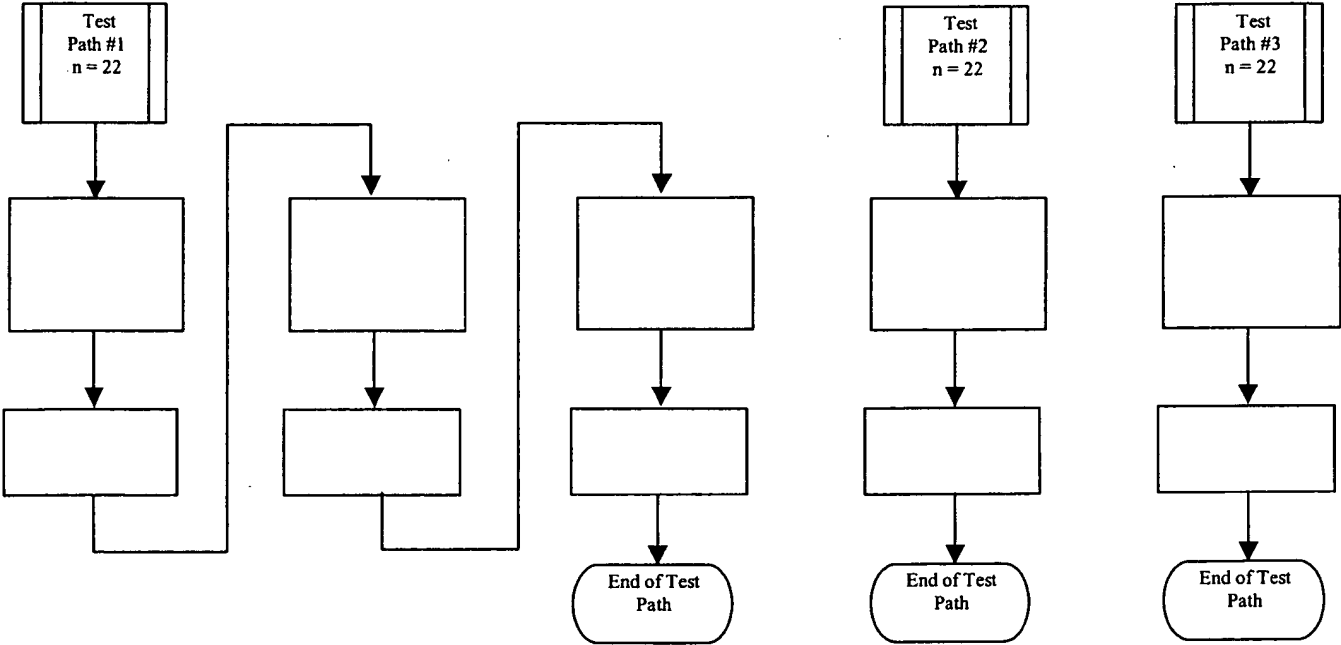 Test
Path #1
n = 22
Test
Path #2
n = 22
Test
Path #3
n = 22
End of Test
Path
End of Test
Path
End of Test
Path